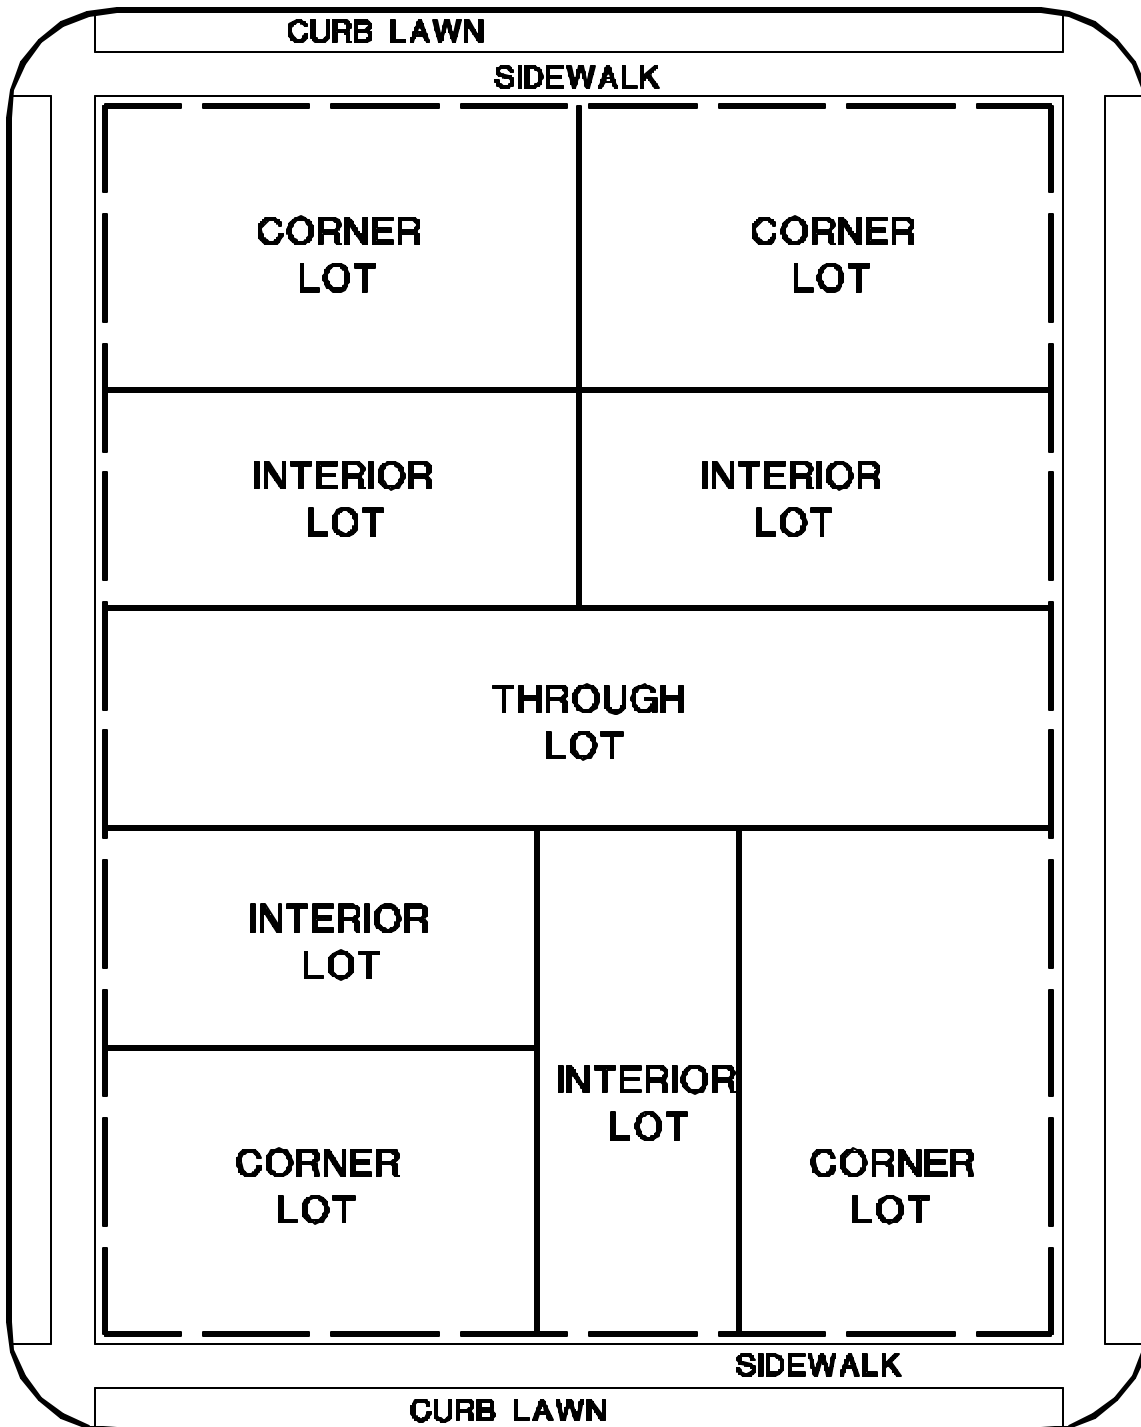 CURB LAWN
SIDEWALK
CORNER
LOT
CORNER
LOT
INTERIOR
LOT
INTERIOR
LOT
THROUGH
LOT
INTERIOR
LOT
INTERIOR
LOT
CORNER
LOT
CORNER
LOT
SIDEWALK
CURB LAWN